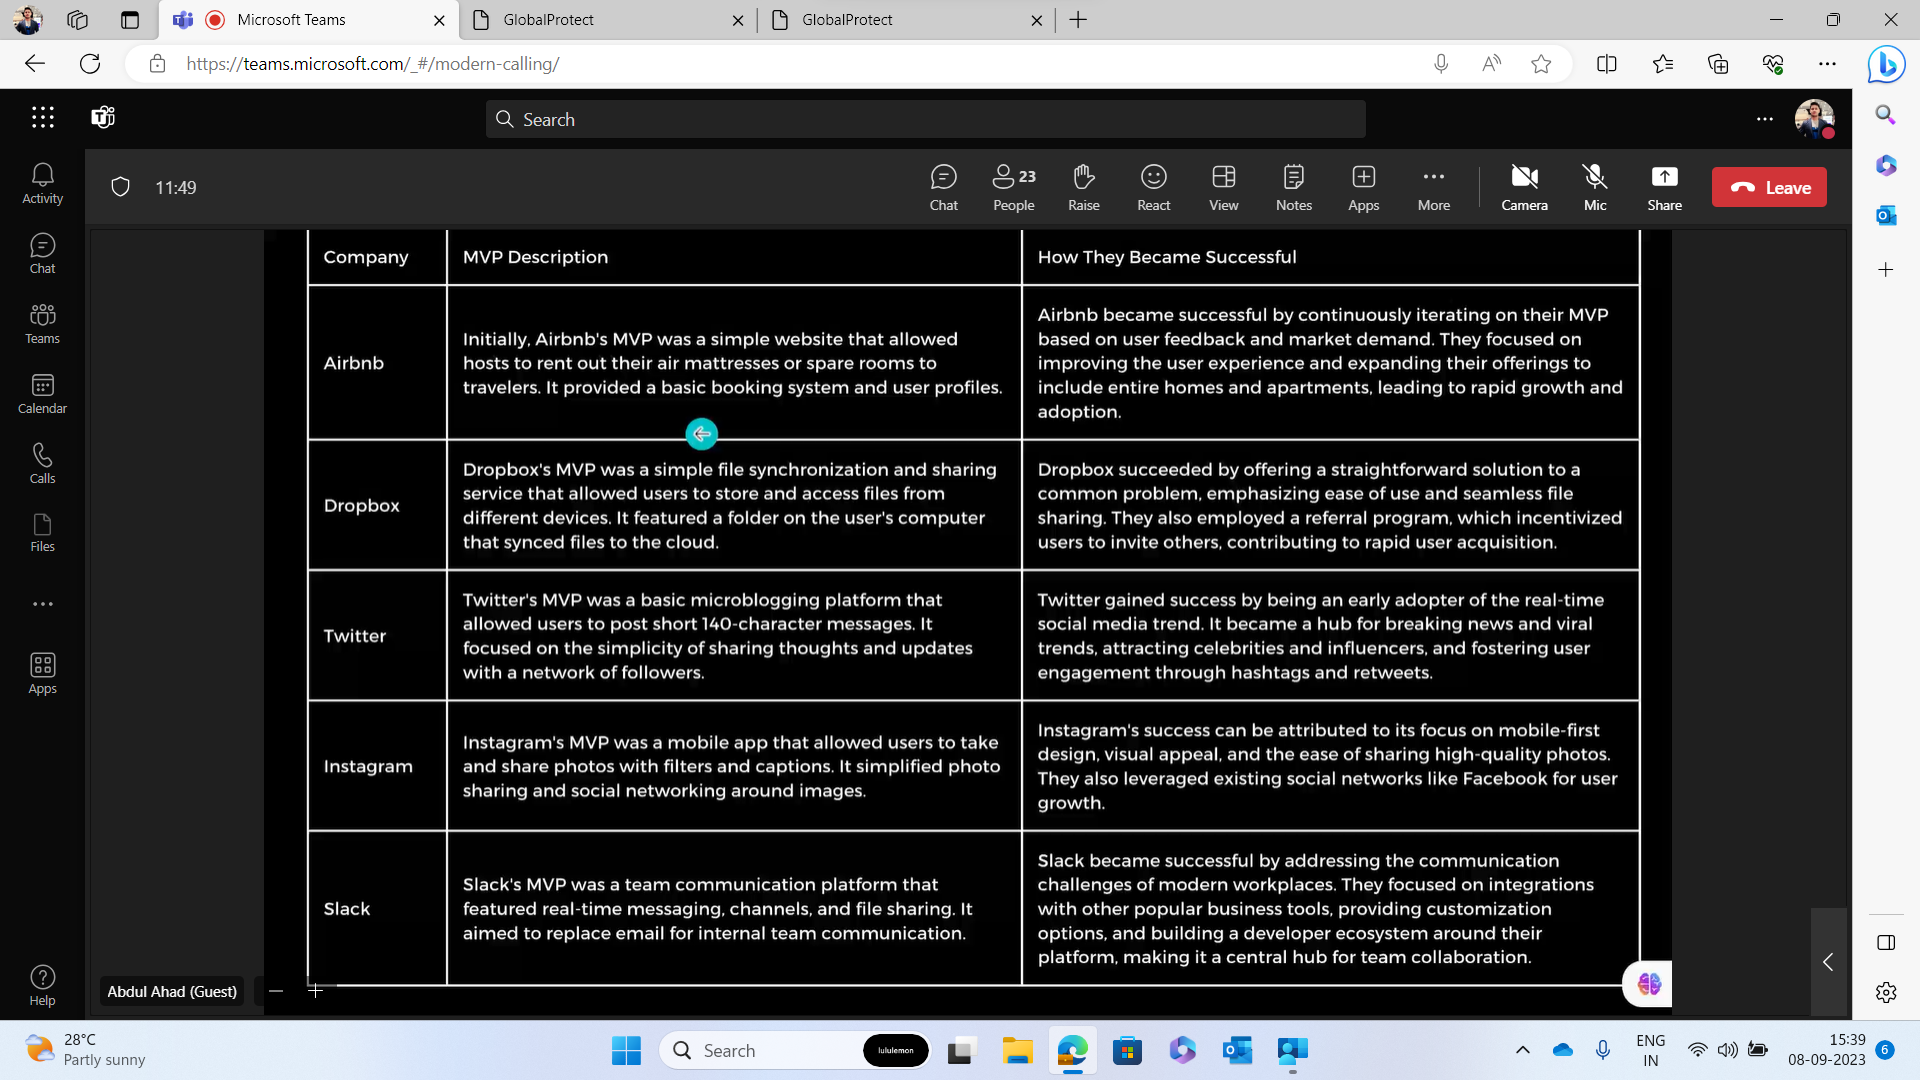 Microsoft Teams
GlobalProtect
GlobalProtect
https://teams.microsoft.com/_#/modern-calling/
Search
11:49
Chat
23
People
Raise
React
View
Notes
Apps
More
Camera
Mic
Share
Leave
Activity
Chat
Teams
Calendar
Calls
Files
Apps
Help
Company
MVP Description
How They Became Successful
Airbnb
Initially, Airbnb's MVP was a simple website that allowed
hosts to rent out their air mattresses or spare rooms to
travelers. It provided a basic booking system and user profiles.
Airbnb became successful by continuously iterating on their MVP
based on user feedback and market demand. They focused on
improving the user experience and expanding their offerings to
include entire homes and apartments, leading to rapid growth and
adoption.
Dropbox
Dropbox's MVP was a simple file synchronization and sharing
service that allowed users to store and access files from
different devices. It featured a folder on the user's computer
that synced files to the cloud.
Dropbox succeeded by offering a straightforward solution to a
common problem, emphasizing ease of use and seamless file
sharing. They also employed a referral program, which incentivized
users to invite others, contributing to rapid user acquisition.
Twitter
Twitter's MVP was a basic microblogging platform that
allowed users to post short 140-character messages. It
focused on the simplicity of sharing thoughts and updates
with a network of followers.
Twitter gained success by being an early adopter of the real-time
social media trend. It became a hub for breaking news and viral
trends, attracting celebrities and influencers, and fostering user
engagement through hashtags and retweets.
Instagram
Instagram's MVP was a mobile app that allowed users to take
and share photos with filters and captions. It simplified photo
sharing and social networking around images.
Instagram's success can be attributed to its focus on mobile-first
design, visual appeal, and the ease of sharing high-quality photos.
They also leveraged existing social networks like Facebook for user
growth.
Slack
Slack's MVP was a team communication platform that
featured real-time messaging, channels, and file sharing. It
aimed to replace email for internal team communication.
Slack became successful by addressing the communication
challenges of modern workplaces. They focused on integrations
with other popular business tools, providing customization
options, and building a developer ecosystem around their
platform, making it a central hub for team collaboration.
Abdul Ahad (Guest)
28°C
Partly sunny
Search
lululemon
ENG
IN
15:39
08-09-2023
6